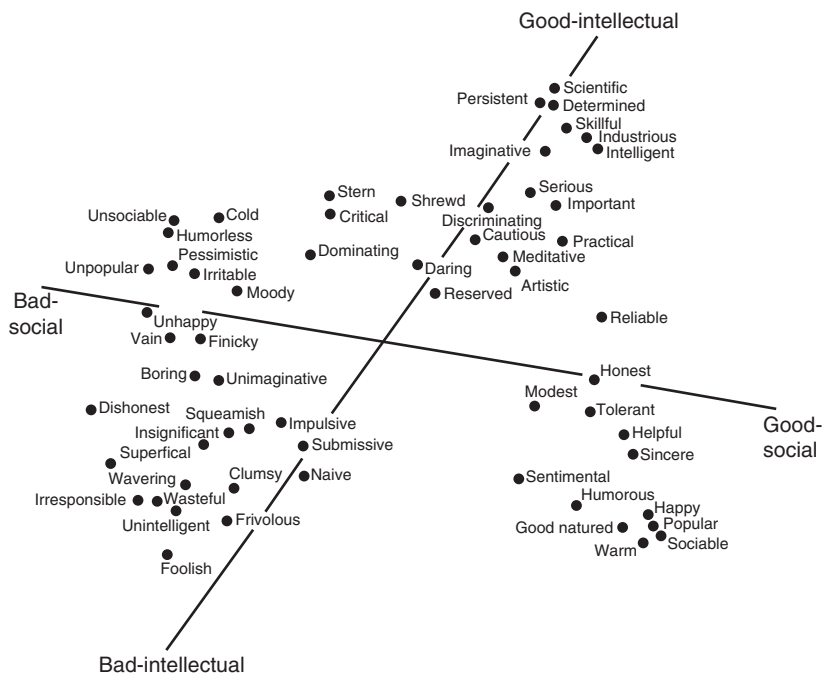 Good-intellectual
Scientific
Persistent
Determined
Skillful
Industrious
Imaginative
Intelligent
Serious
Stern
Shrewd
Important
Unsociable
Cold
Critical
Discriminating
Humorless
Cautious
Practical
Dominating
Pessimistic
Meditative
Unpopular
Daring
Irritable
Artistic
Moody
Reserved
Bad-
social
Reliable
Unhappy
Vain
Finicky
Honest
Boring
Unimaginative
Modest
Dishonest
Squeamish
Tolerant
Impulsive
Good-
social
Insignificant
Helpful
Submissive
Superfical
Sincere
Wavering
Clumsy
Naive
Sentimental
Irresponsible
Wasteful
Humorous
Happy
Unintelligent
Frivolous
Good natured
Popular
Warm
Sociable
Foolish
Bad-intellectual